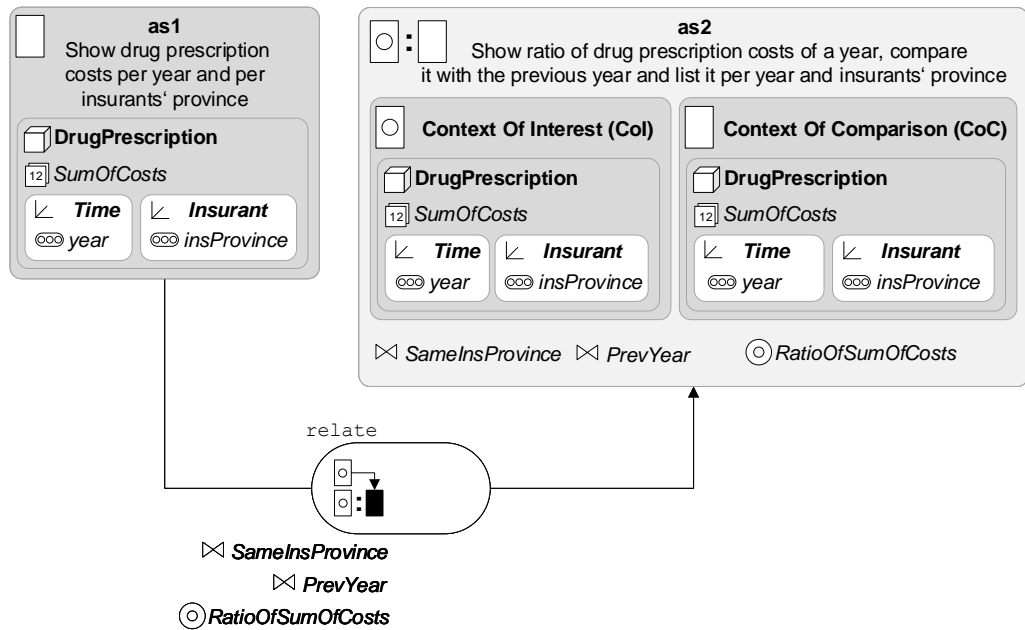 as1
Show drug prescription
costs per year and per
insurants‘ province
DrugPrescription
12 SumOfCosts
Time
year
Insurant
insProvince
as2
:
Show ratio of drug prescription costs of a year, compare
it with the previous year and list it per year and insurants‘ province
Context Of Interest (CoI)
DrugPrescription
12 SumOfCosts
Time
year
Insurant
insProvince
Context Of Comparison (CoC)
DrugPrescription
12 SumOfCosts
Time
year
Insurant
insProvince
SameInsProvince PrevYear RatioOfSumOfCosts
relate
:
SameInsProvince
PrevYear
RatioOfSumOfCosts